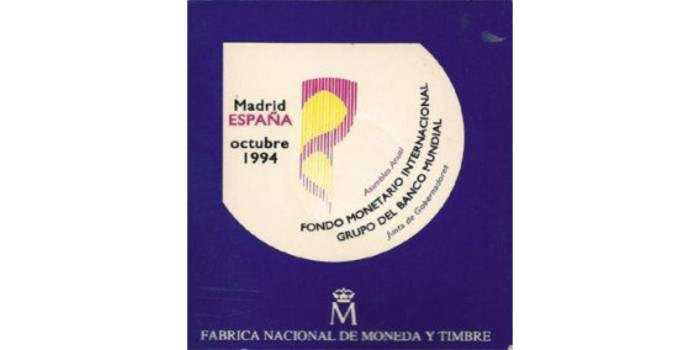 Madrid
ESPAÑA
octubre
1994
Asamblea Anual
FONDO MONETARIO INTERNACIONAL
GRUPO DEL BANCO MUNDIAL
Junta de Gobernadores
M
FABRICA NACIONAL DE MONEDA Y TIMBRE